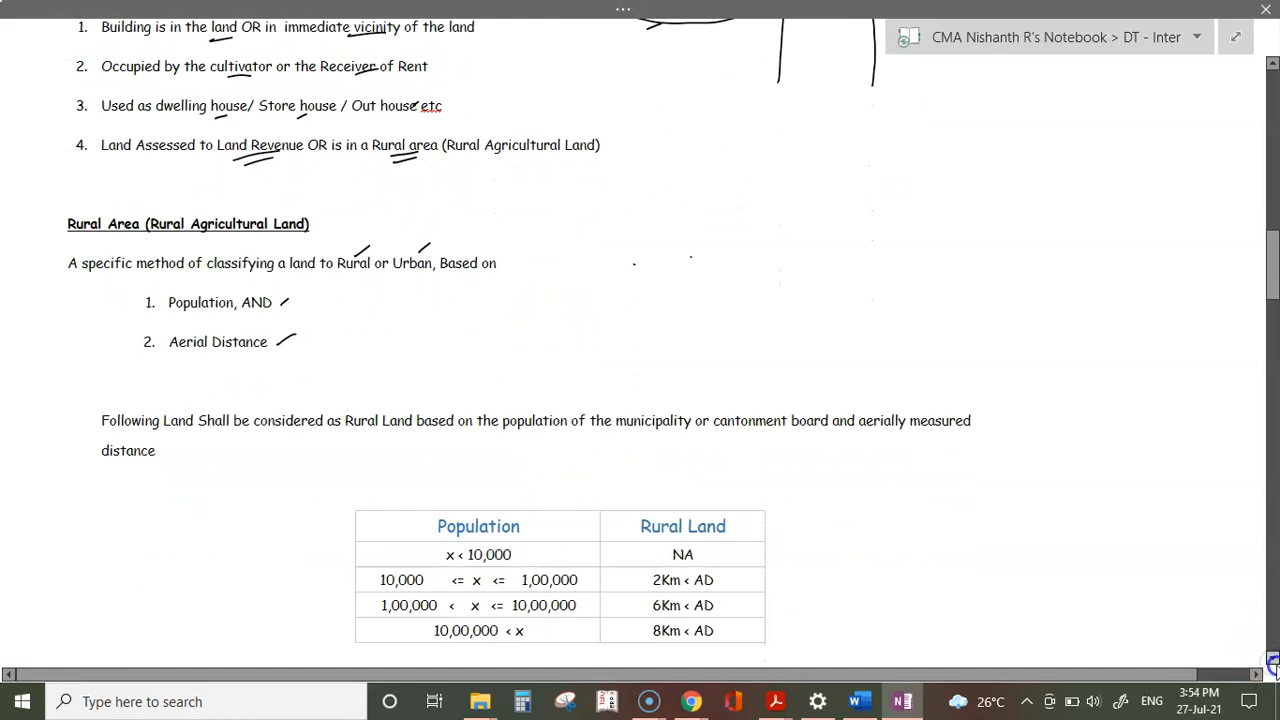 CMA Nishanth R's Notebook > DT - Inter
1. Building is in the land OR in immediate vicinity of the land
2. Occupied by the cultivator or the Receiver of Rent
3. Used as dwelling house/ Store house / Out house etc
4. Land Assessed to Land Revenue OR is in a Rural area (Rural Agricultural Land)
Rural Area (Rural Agricultural Land)
A specific method of classifying a land to Rural or Urban, Based on
1. Population, AND
2. Aerial Distance
Following Land Shall be considered as Rural Land based on the population of the municipality or cantonment board and aerially measured
distance
Population Rural Land
x < 10,000 NA
10,000 <= x <= 1,00,000 2Km < AD
1,00,000 < x <= 10,00,000 6Km < AD
10,00,000 < x 8Km < AD
Type here to search
26°C ENG 3:54 PM
27-Jul-21